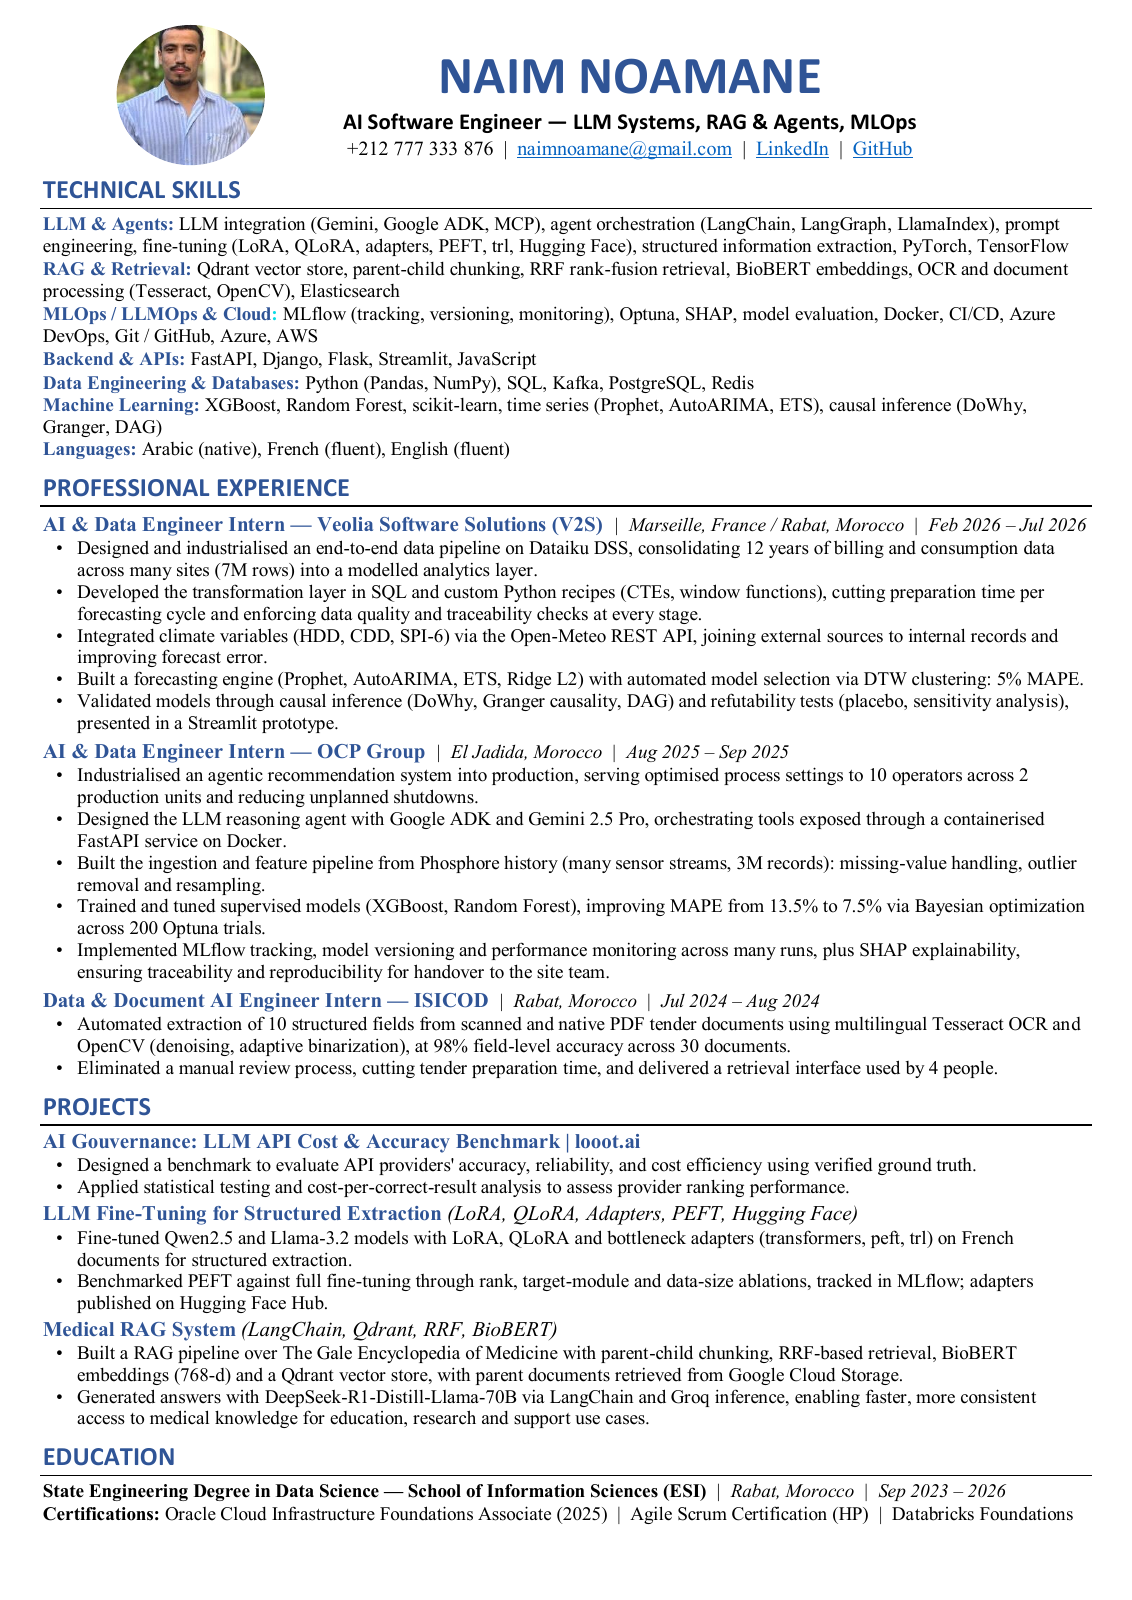 NAIM NOAMANE
AI Software Engineer — LLM Systems, RAG & Agents, MLOps
+212 777 333 876 | naimnoamane@gmail.com | LinkedIn | GitHub
TECHNICAL SKILLS
LLM & Agents: LLM integration (Gemini, Google ADK, MCP), agent orchestration (LangChain, LangGraph, LlamaIndex), prompt
engineering, fine-tuning (LoRA, QLoRA, adapters, PEFT, trl, Hugging Face), structured information extraction, PyTorch, TensorFlow
RAG & Retrieval: Qdrant vector store, parent-child chunking, RRF rank-fusion retrieval, BioBERT embeddings, OCR and document
processing (Tesseract, OpenCV), Elasticsearch
MLOps / LLMOps & Cloud: MLflow (tracking, versioning, monitoring), Optuna, SHAP, model evaluation, Docker, CI/CD, Azure
DevOps, Git / GitHub, Azure, AWS
Backend & APIs: FastAPI, Django, Flask, Streamlit, JavaScript
Data Engineering & Databases: Python (Pandas, NumPy), SQL, Kafka, PostgreSQL, Redis
Machine Learning: XGBoost, Random Forest, scikit-learn, time series (Prophet, AutoARIMA, ETS), causal inference (DoWhy,
Granger, DAG)
Languages: Arabic (native), French (fluent), English (fluent)
PROFESSIONAL EXPERIENCE
AI & Data Engineer Intern — Veolia Software Solutions (V2S) | Marseille, France / Rabat, Morocco | Feb 2026 – Jul 2026
• Designed and industrialised an end-to-end data pipeline on Dataiku DSS, consolidating 12 years of billing and consumption data
across many sites (7M rows) into a modelled analytics layer.
• Developed the transformation layer in SQL and custom Python recipes (CTEs, window functions), cutting preparation time per
forecasting cycle and enforcing data quality and traceability checks at every stage.
• Integrated climate variables (HDD, CDD, SPI-6) via the Open-Meteo REST API, joining external sources to internal records and
improving forecast error.
• Built a forecasting engine (Prophet, AutoARIMA, ETS, Ridge L2) with automated model selection via DTW clustering: 5% MAPE.
• Validated models through causal inference (DoWhy, Granger causality, DAG) and refutability tests (placebo, sensitivity analysis),
presented in a Streamlit prototype.
AI & Data Engineer Intern — OCP Group | El Jadida, Morocco | Aug 2025 – Sep 2025
• Industrialised an agentic recommendation system into production, serving optimised process settings to 10 operators across 2
production units and reducing unplanned shutdowns.
• Designed the LLM reasoning agent with Google ADK and Gemini 2.5 Pro, orchestrating tools exposed through a containerised
FastAPI service on Docker.
• Built the ingestion and feature pipeline from Phosphore history (many sensor streams, 3M records): missing-value handling, outlier
removal and resampling.
• Trained and tuned supervised models (XGBoost, Random Forest), improving MAPE from 13.5% to 7.5% via Bayesian optimization
across 200 Optuna trials.
• Implemented MLflow tracking, model versioning and performance monitoring across many runs, plus SHAP explainability,
ensuring traceability and reproducibility for handover to the site team.
Data & Document AI Engineer Intern — ISICOD | Rabat, Morocco | Jul 2024 – Aug 2024
• Automated extraction of 10 structured fields from scanned and native PDF tender documents using multilingual Tesseract OCR and
OpenCV (denoising, adaptive binarization), at 98% field-level accuracy across 30 documents.
• Eliminated a manual review process, cutting tender preparation time, and delivered a retrieval interface used by 4 people.
PROJECTS
AI Gouvernance: LLM API Cost & Accuracy Benchmark | looot.ai
• Designed a benchmark to evaluate API providers' accuracy, reliability, and cost efficiency using verified ground truth.
• Applied statistical testing and cost-per-correct-result analysis to assess provider ranking performance.
LLM Fine-Tuning for Structured Extraction (LoRA, QLoRA, Adapters, PEFT, Hugging Face)
• Fine-tuned Qwen2.5 and Llama-3.2 models with LoRA, QLoRA and bottleneck adapters (transformers, peft, trl) on French
documents for structured extraction.
• Benchmarked PEFT against full fine-tuning through rank, target-module and data-size ablations, tracked in MLflow; adapters
published on Hugging Face Hub.
Medical RAG System (LangChain, Qdrant, RRF, BioBERT)
• Built a RAG pipeline over The Gale Encyclopedia of Medicine with parent-child chunking, RRF-based retrieval, BioBERT
embeddings (768-d) and a Qdrant vector store, with parent documents retrieved from Google Cloud Storage.
• Generated answers with DeepSeek-R1-Distill-Llama-70B via LangChain and Groq inference, enabling faster, more consistent
access to medical knowledge for education, research and support use cases.
EDUCATION
State Engineering Degree in Data Science — School of Information Sciences (ESI) | Rabat, Morocco | Sep 2023 – 2026
Certifications: Oracle Cloud Infrastructure Foundations Associate (2025) | Agile Scrum Certification (HP) | Databricks Foundations